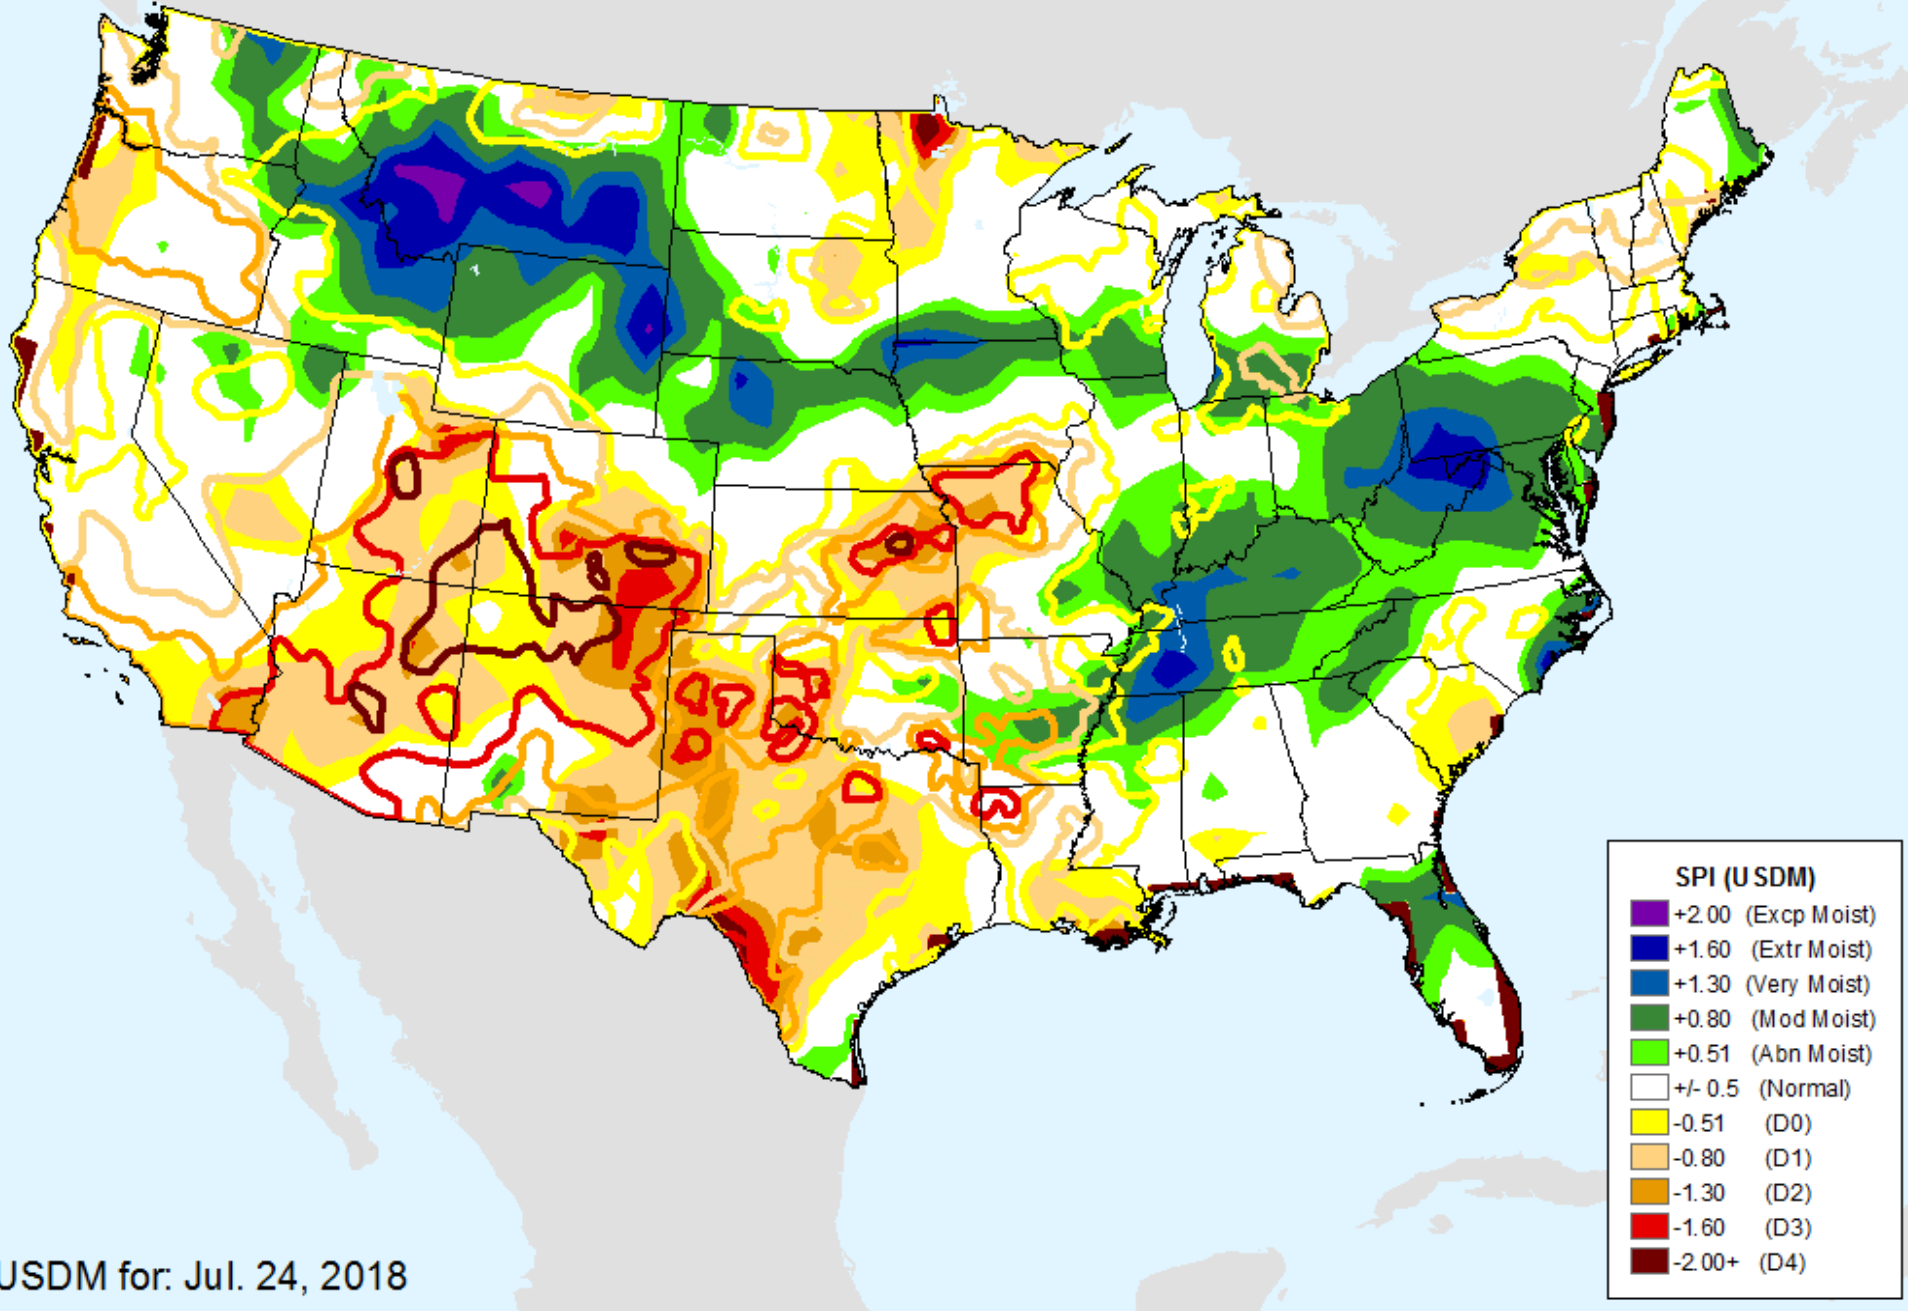 SPI (USDM)
+2.00 (Excp Moist)
+1.60 (Extr Moist)
+1.30 (Very Moist)
+0.80 (Mod Moist)
+0.51 (Abn Moist)
+/- 0.5 (Normal)
-0.51 (D0)
-0.80 (D1)
-1.30 (D2)
-1.60 (D3)
-2.00+ (D4)
USDM for: Jul. 24, 2018